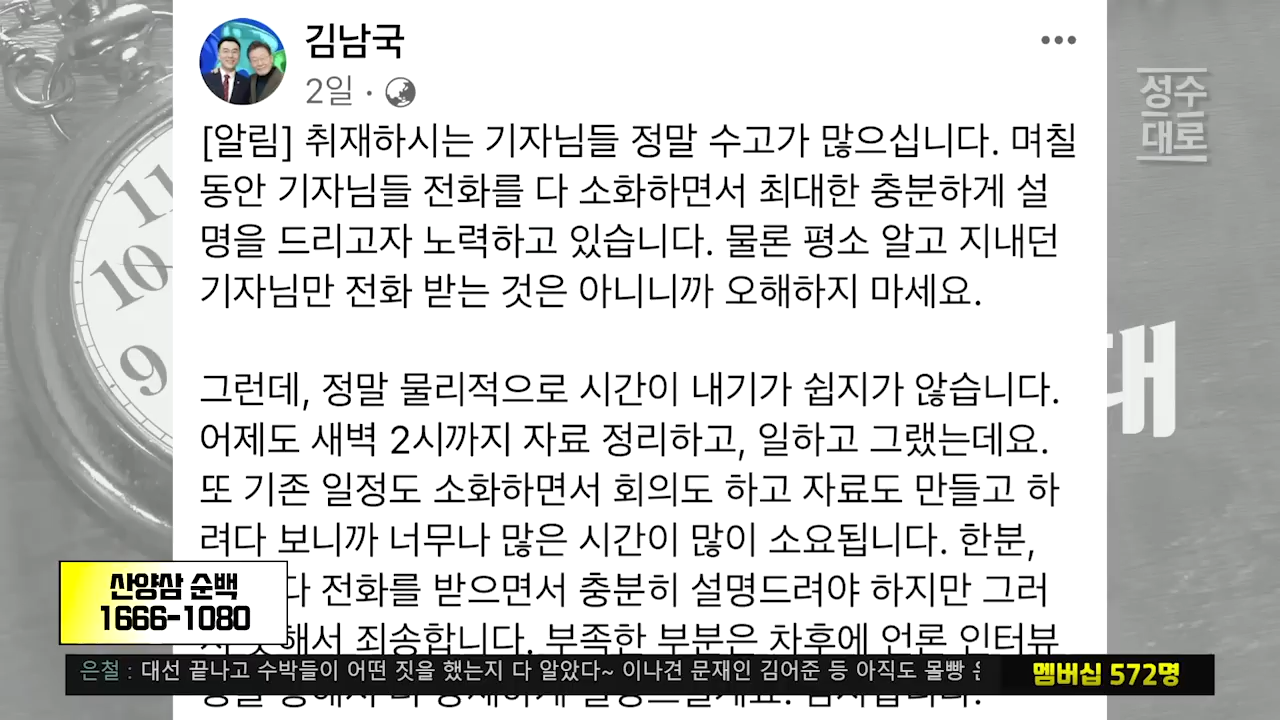 김남국
2일 ·
성수
대로
[알림] 취재하시는 기자님들 정말 수고가 많으십니다. 며칠
동안 기자님들 전화를 다 소화하면서 최대한 충분하게 설
명을 드리고자 노력하고 있습니다. 물론 평소 알고 지내던
기자님만 전화 받는 것은 아니니까 오해하지 마세요.
그런데, 정말 물리적으로 시간이 내기가 쉽지가 않습니다.
어제도 새벽 2시까지 자료 정리하고, 일하고 그랬는데요.
또 기존 일정도 소화하면서 회의도 하고 자료도 만들고 하
려다 보니까 너무나 많은 시간이 많이 소요됩니다. 한분,
전화를 받으면서 충분히 설명드려야 하지만 그러
죄송합니다. 부족한 부분은 차후에 언론 인터뷰
대
11
10
9
산양삼 순백
1666-1080
은철 : 대선 끝나고 수박들이 어떤 짓을 했는지 다 알았다~ 이나견 문재인 김어준 등 아직도 몰빵
멤버십 572명